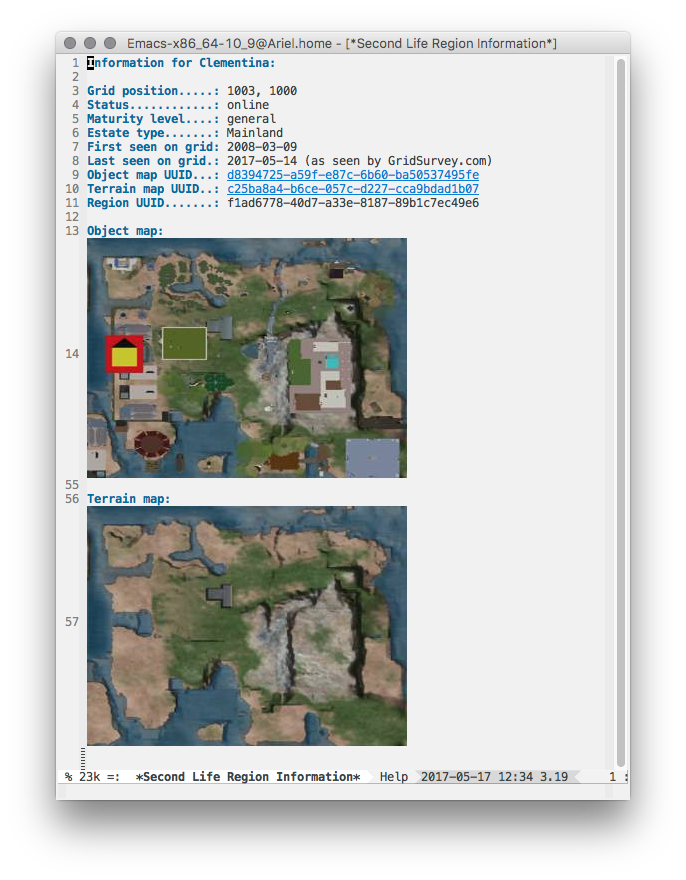 Emacs-x86_64-10_9@Ariel.home - [*Second Life Region Information*]
1 Information for Clementina:
2
3 Grid position.....: 1003, 1000
4 Status............: online
5 Maturity level....: general
6 Estate type.......: Mainland
7 First seen on grid: 2008-03-09
8 Last seen on grid.: 2017-05-14 (as seen by GridSurvey.com)
9 Object map UUID...: d8394725-a59f-e87c-6b60-ba50537495fe
10 Terrain map UUID..: c25ba8a4-b6ce-057c-d227-cca9bdad1b07
11 Region UUID.......: f1ad6778-40d7-a33e-8187-89b1c7ec49e6
12
13 Object map:
14
55
56 Terrain map:
57
% 23k =: *Second Life Region Information* Help 2017-05-17 12:34 3.19 1 :